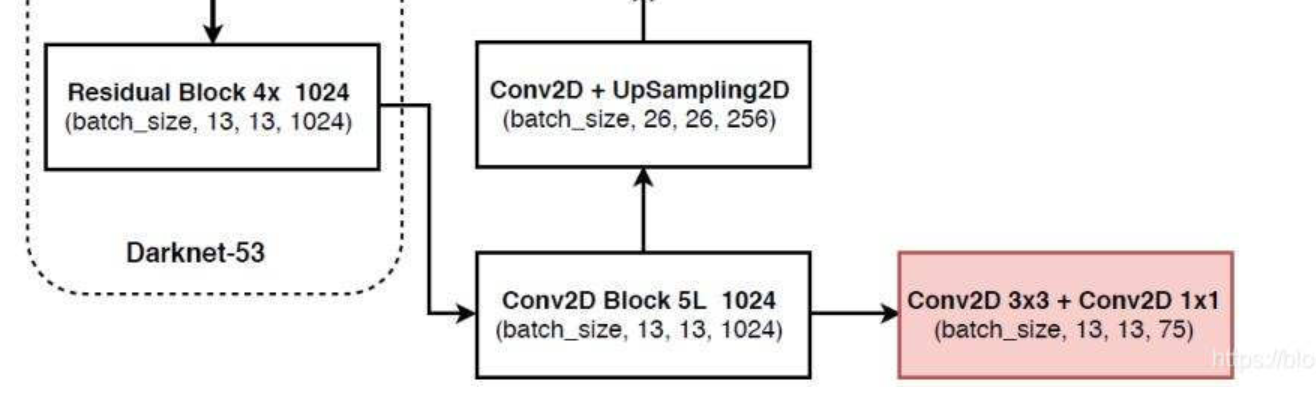 Residual Block 4x 1024
(batch_size, 13, 13, 1024)
Darknet-53
Conv2D + UpSampling2D
(batch_size, 26, 26, 256)
Conv2D Block 5L 1024
(batch_size, 13, 13, 1024)
Conv2D 3x3 + Conv2D 1x1
(batch_size, 13, 13, 75)
https://blo